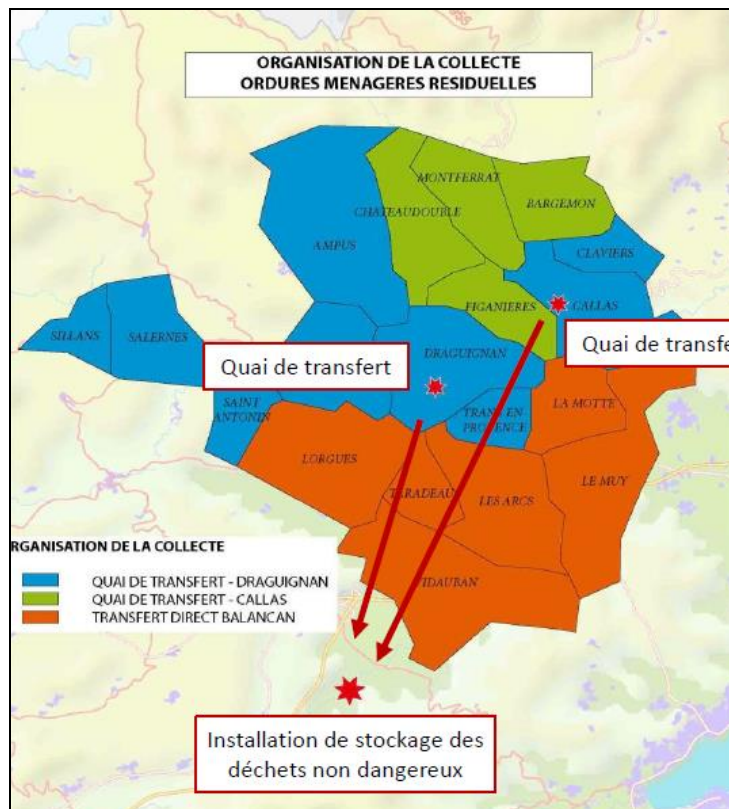 ORGANISATION DE LA COLLECTE
ORDURES MENAGERES RESIDUELLES
MONTFERRAT
CHATEAUDOUBLE
BARGEMON
AMPUS
CLAVIERS
FIGANIERES
CALLAS
SILLANS
SALERNES
DRAGUIGNAN
Quai de transfert
Quai de transfe
SAINT
ANTONIN
TRANS EN
PROVENCE
LA MOTTE
LORGUES
TARADEAU
LES ARCS
LE MUY
IDAUBAN
RGANISATION DE LA COLLECTE
QUAI DE TRANSFERT - DRAGUIGNAN
QUAI DE TRANSFERT - CALLAS
TRANSFERT DIRECT BALANCAN
Installation de stockage des
déchets non dangereux